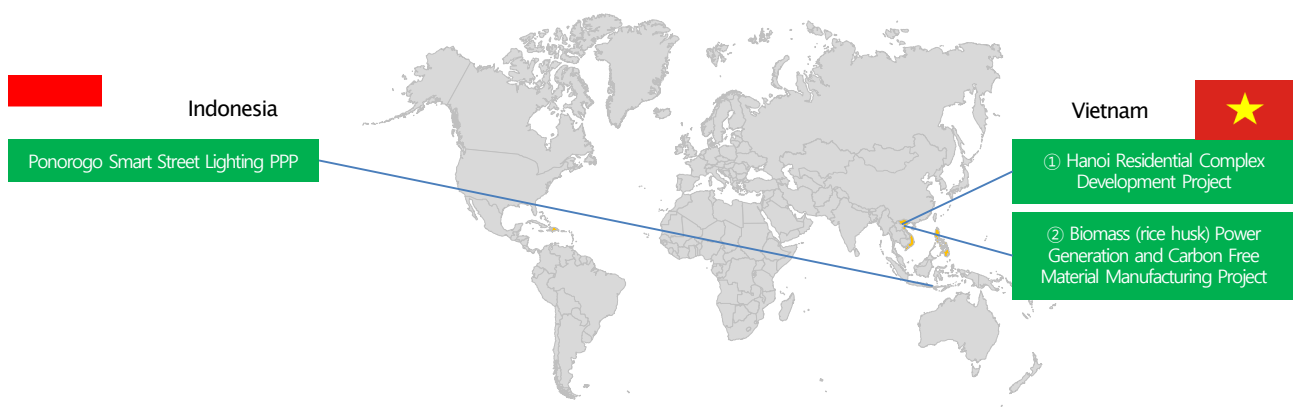 Indonesia
Ponorogo Smart Street Lighting PPP
Vietnam
① Hanoi Residential Complex
Development Project
② Biomass (rice husk) Power
Generation and Carbon Free
Material Manufacturing Project